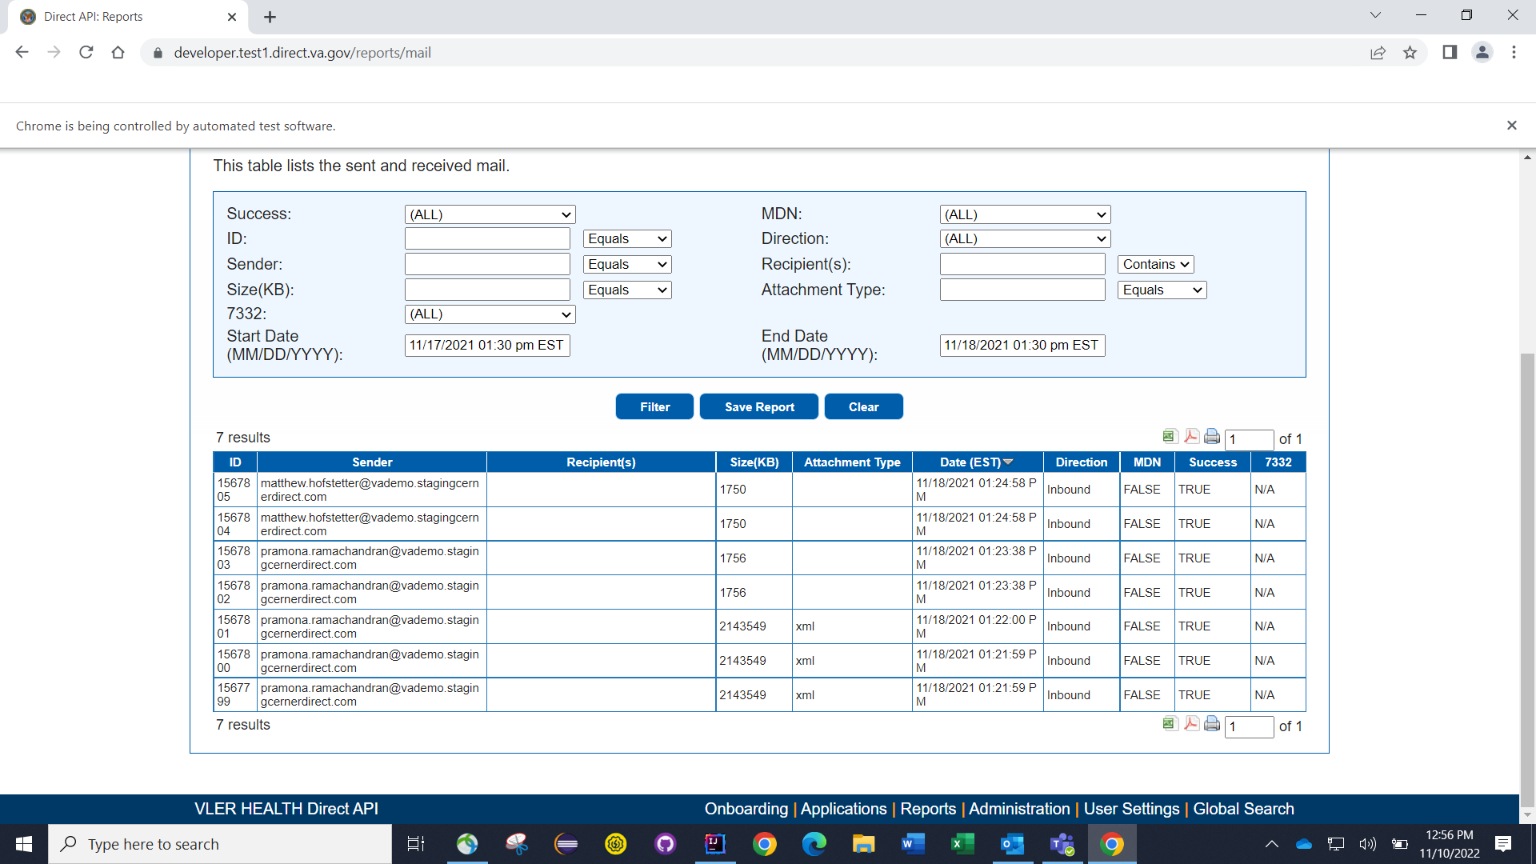 Direct API: Reports
developer.test1.direct.va.gov/reports/mail
Chrome is being controlled by automated test software.
This table lists the sent and received mail.
Success: (ALL) MDN: (ALL)
ID: Equals Direction: (ALL)
Sender: Equals Recipient(s): Contains
Size(KB): Equals Attachment Type: Equals
7332: (ALL)
Start Date
(MM/DD/YYYY): 11/17/2021 01:30 pm EST
End Date
(MM/DD/YYYY): 11/18/2021 01:30 pm EST
Filter Save Report Clear
7 results 1 of 1
ID Sender Recipient(s) Size(KB) Attachment Type Date (EST) Direction MDN Success 7332
15678 matthew.hofstetter@vademo.stagingcern 11/18/2021 01:24:58 P
05 erdirect.com 1750 M Inbound FALSE TRUE N/A
15678 matthew.hofstetter@vademo.stagingcern 11/18/2021 01:24:58 P
04 erdirect.com 1750 M Inbound FALSE TRUE N/A
15678 pramona.ramachandran@vademo.stagin 11/18/2021 01:23:38 P
03 gcernerdirect.com 1756 M Inbound FALSE TRUE N/A
15678 pramona.ramachandran@vademo.stagin 11/18/2021 01:23:38 P
02 gcernerdirect.com 1756 M Inbound FALSE TRUE N/A
15678 pramona.ramachandran@vademo.stagin 11/18/2021 01:22:00 P
01 gcernerdirect.com 2143549 xml M Inbound FALSE TRUE N/A
15678 pramona.ramachandran@vademo.stagin 11/18/2021 01:21:59 P
00 gcernerdirect.com 2143549 xml M Inbound FALSE TRUE N/A
15677 pramona.ramachandran@vademo.stagin 11/18/2021 01:21:59 P
99 gcernerdirect.com 2143549 xml M Inbound FALSE TRUE N/A
7 results 1 of 1
VLER HEALTH Direct API Onboarding | Applications | Reports | Administration | User Settings | Global Search
Type here to search
12:56 PM
11/10/2022